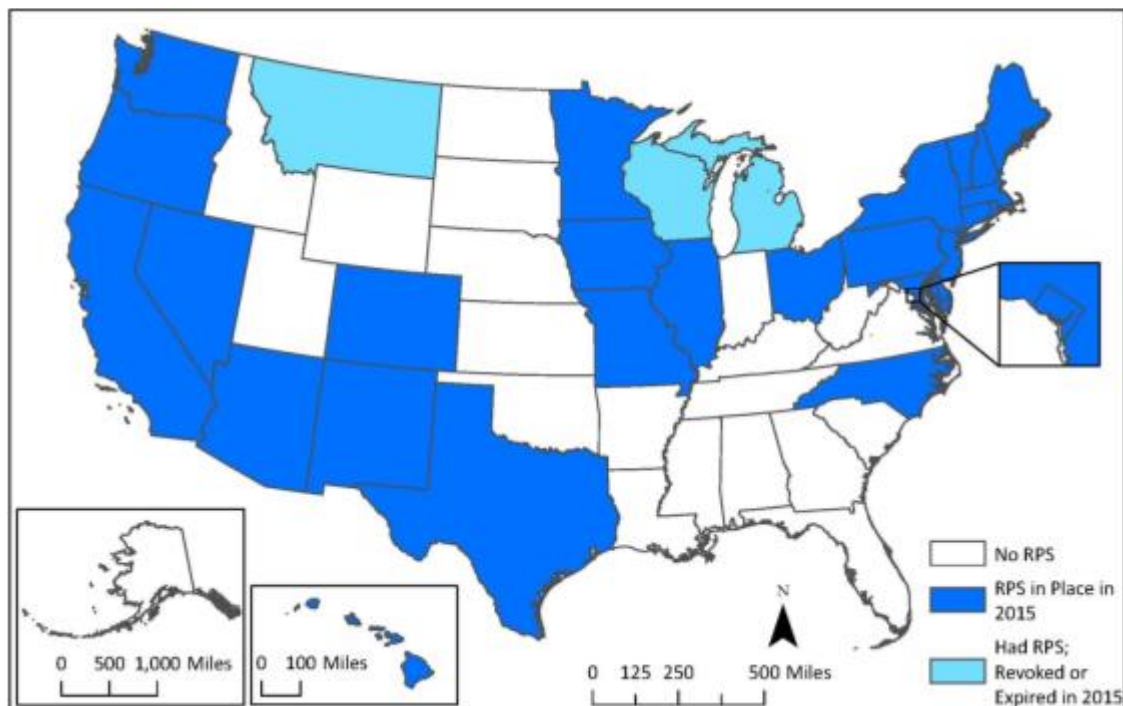 No RPS
RPS in Place in
2015
Had RPS;
Revoked or
Expired in 2015
N
0 500 1,000 Miles
0 100 Miles
0 125 250 500 Miles